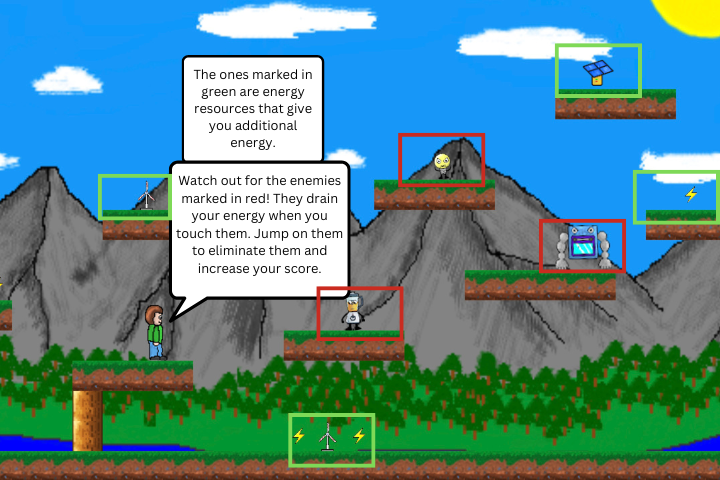 The ones marked in
green are energy
resources that give
you additional
energy.
Watch out for the enemies
marked in red! They drain
your energy when you
touch them. Jump on them
to eliminate them and
increase your score.